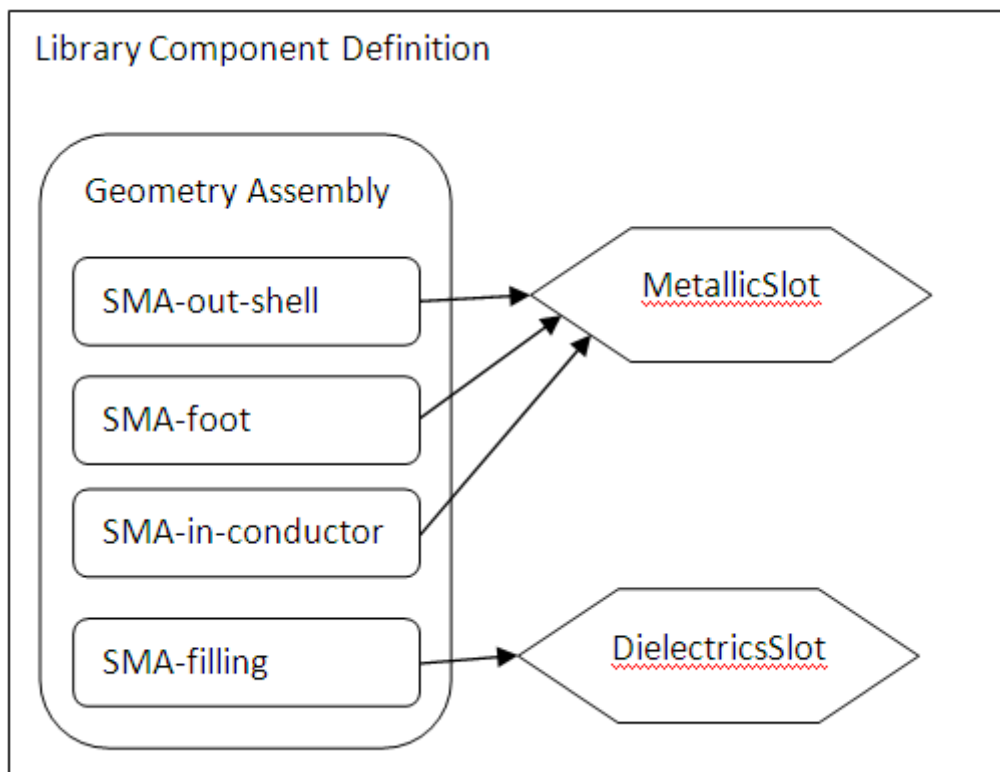 Library Component Definition
Geometry Assembly
SMA-out-shell
MetallicSlot
SMA-foot
SMA-in-conductor
SMA-filling
DielectricsSlot